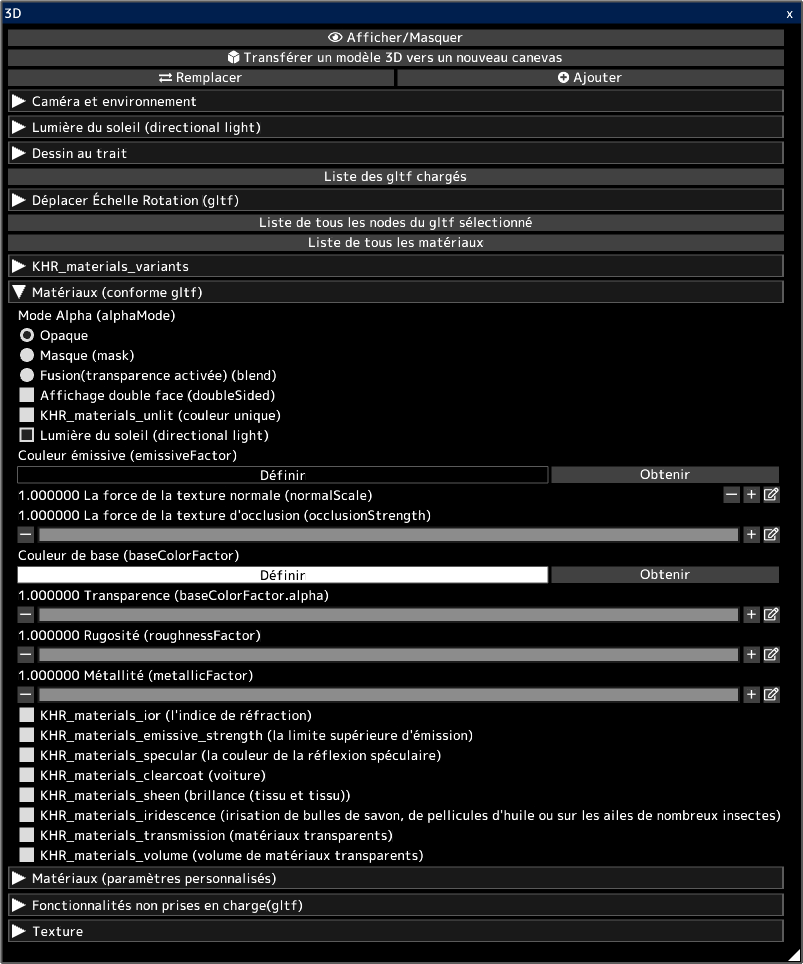 3D x
Afficher/Masquer
Transférer un modèle 3D vers un nouveau canevas
Remplacer Ajouter
Caméra et environnement
Lumière du soleil (directional light)
Dessin au trait
Liste des gltf chargés
Déplacer Échelle Rotation (gltf)
Liste de tous les nodes du gltf sélectionné
Liste de tous les matériaux
KHR_materials_variants
Matériaux (conforme gltf)
Mode Alpha (alphaMode)
Opaque
Masque (mask)
Fusion(transparence activée) (blend)
Affichage double face (doubleSided)
KHR_materials_unlit (couleur unique)
Lumière du soleil (directional light)
Couleur émissive (emissiveFactor)
Définir Obtenir
1.000000 La force de la texture normale (normalScale)
1.000000 La force de la texture d'occlusion (occlusionStrength)
Couleur de base (baseColorFactor)
Définir Obtenir
1.000000 Transparence (baseColorFactor.alpha)
1.000000 Rugosité (roughnessFactor)
1.000000 Métallité (metallicFactor)
KHR_materials_ior (l'indice de réfraction)
KHR_materials_emissive_strength (la limite supérieure d'émission)
KHR_materials_specular (la couleur de la réflexion spéculaire)
KHR_materials_clearcoat (voiture)
KHR_materials_sheen (brillance (tissu et tissu))
KHR_materials_iridescence (irisation de bulles de savon, de pellicules d'huile ou sur les ailes de nombreux insectes)
KHR_materials_transmission (matériaux transparents)
KHR_materials_volume (volume de matériaux transparents)
Matériaux (paramètres personnalisés)
Fonctionnalités non prises en charge(gltf)
Texture